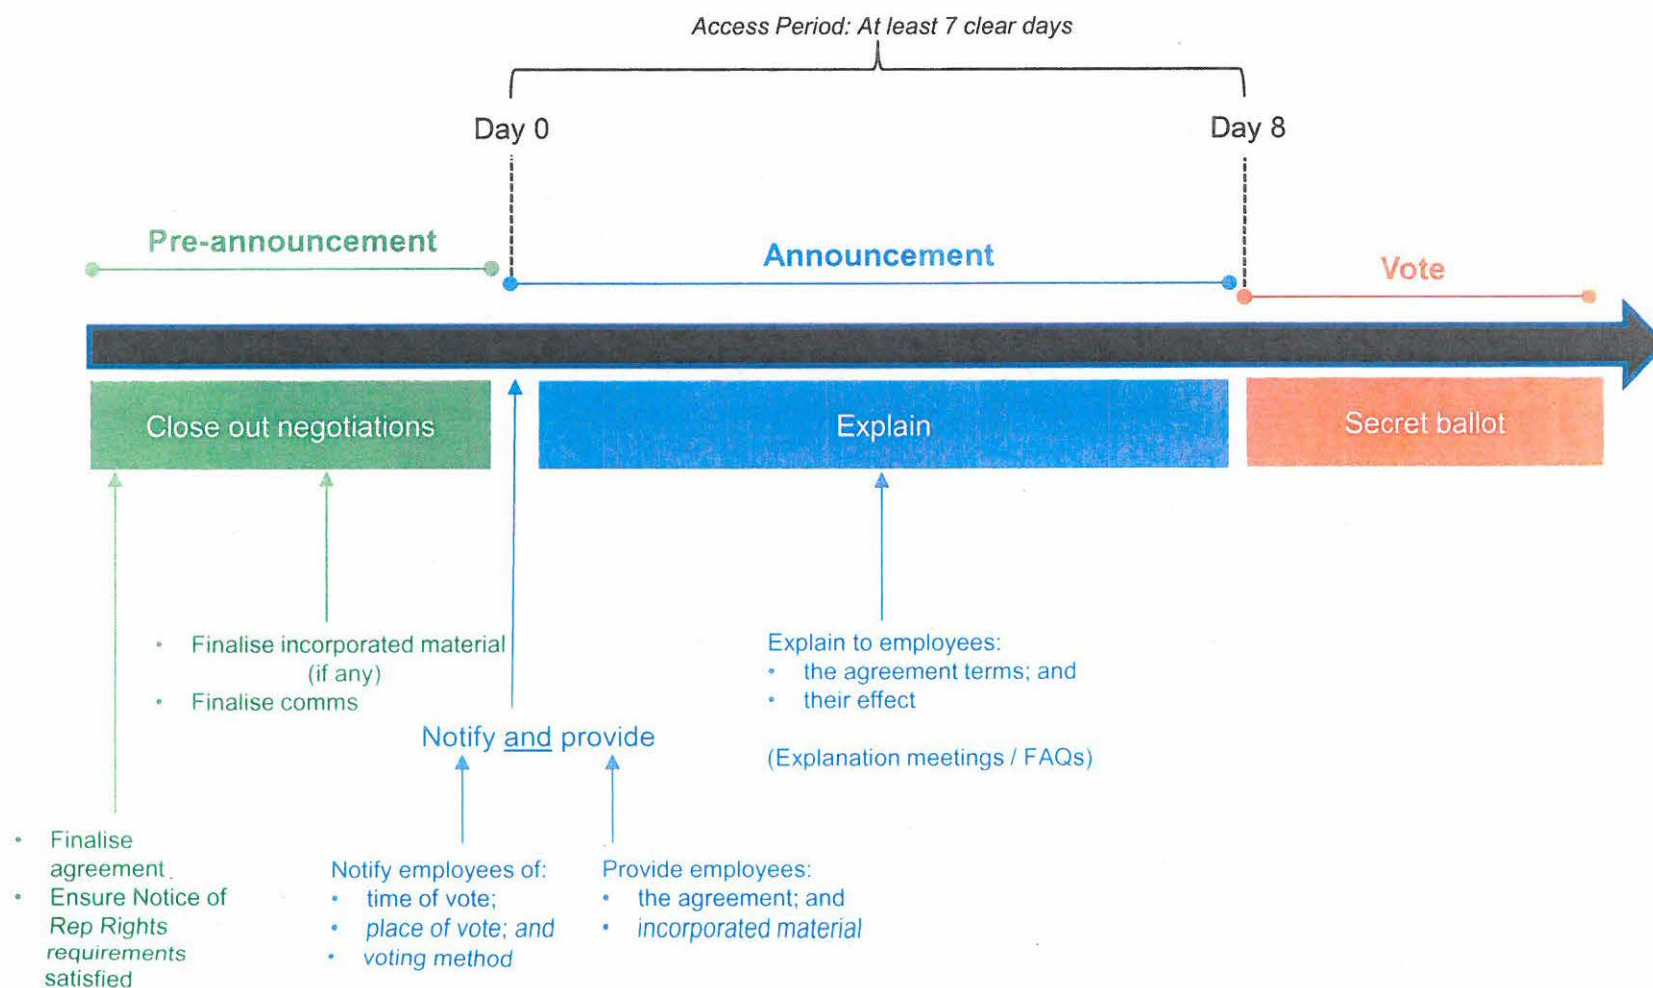 Access Period: At least 7 clear days
Day 0
Day 8
Pre-announcement
Announcement
Vote
Close out negotiations
Explain
Secret ballot
• Finalise incorporated material
(if any)
• Finalise comms
Explain to employees:
• the agreement terms; and
• their effect
(Explanation meetings / FAQs)
Notify and provide
• Finalise
agreement.
• Ensure Notice of
Rep Rights
requirements
satisfied
Notify employees of:
• time of vote;
• place of vote; and
• voting method
Provide employees:
• the agreement; and
• incorporated material